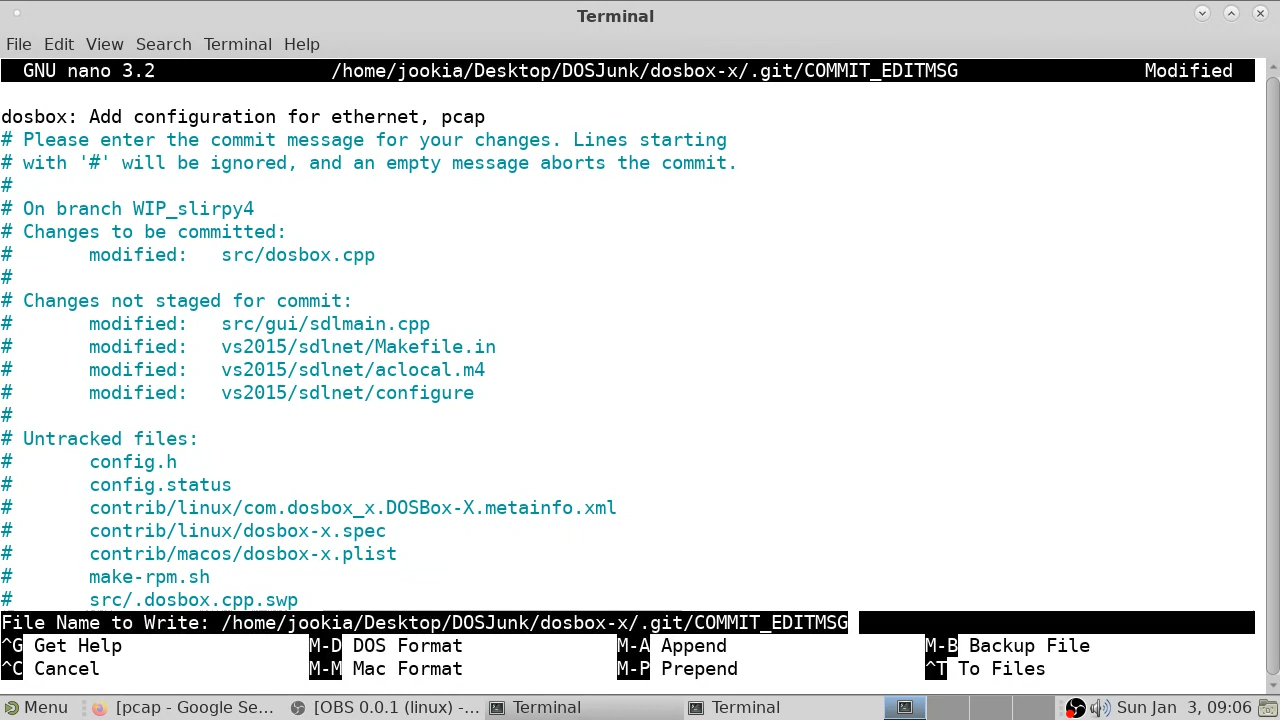 Terminal
File Edit View Search Terminal Help
GNU nano 3.2 /home/jookia/Desktop/DOSJunk/dosbox-x/.git/COMMIT_EDITMSG Modified
dosbox: Add configuration for ethernet, pcap
# Please enter the commit message for your changes. Lines starting
# with '#' will be ignored, and an empty message aborts the commit.
#
# On branch WIP_slirpy4
# Changes to be committed:
# modified: src/dosbox.cpp
#
# Changes not staged for commit:
# modified: src/gui/sdlmain.cpp
# modified: vs2015/sdlnet/Makefile.in
# modified: vs2015/sdlnet/aclocal.m4
# modified: vs2015/sdlnet/configure
#
# Untracked files:
# config.h
# config.status
# contrib/linux/com.dosbox_x.DOSBox-X.metainfo.xml
# contrib/linux/dosbox-x.spec
# contrib/macos/dosbox-x.plist
# make-rpm.sh
# src/.dosbox.cpp.swp
File Name to Write: /home/jookia/Desktop/DOSJunk/dosbox-x/.git/COMMIT_EDITMSG
^G Get Help M-D DOS Format M-A Append M-B Backup File
^C Cancel M-M Mac Format M-P Prepend ^T To Files
Menu [pcap - Google Se... [OBS 0.0.1 (linux) -... Terminal Terminal Sun Jan 3, 09:06